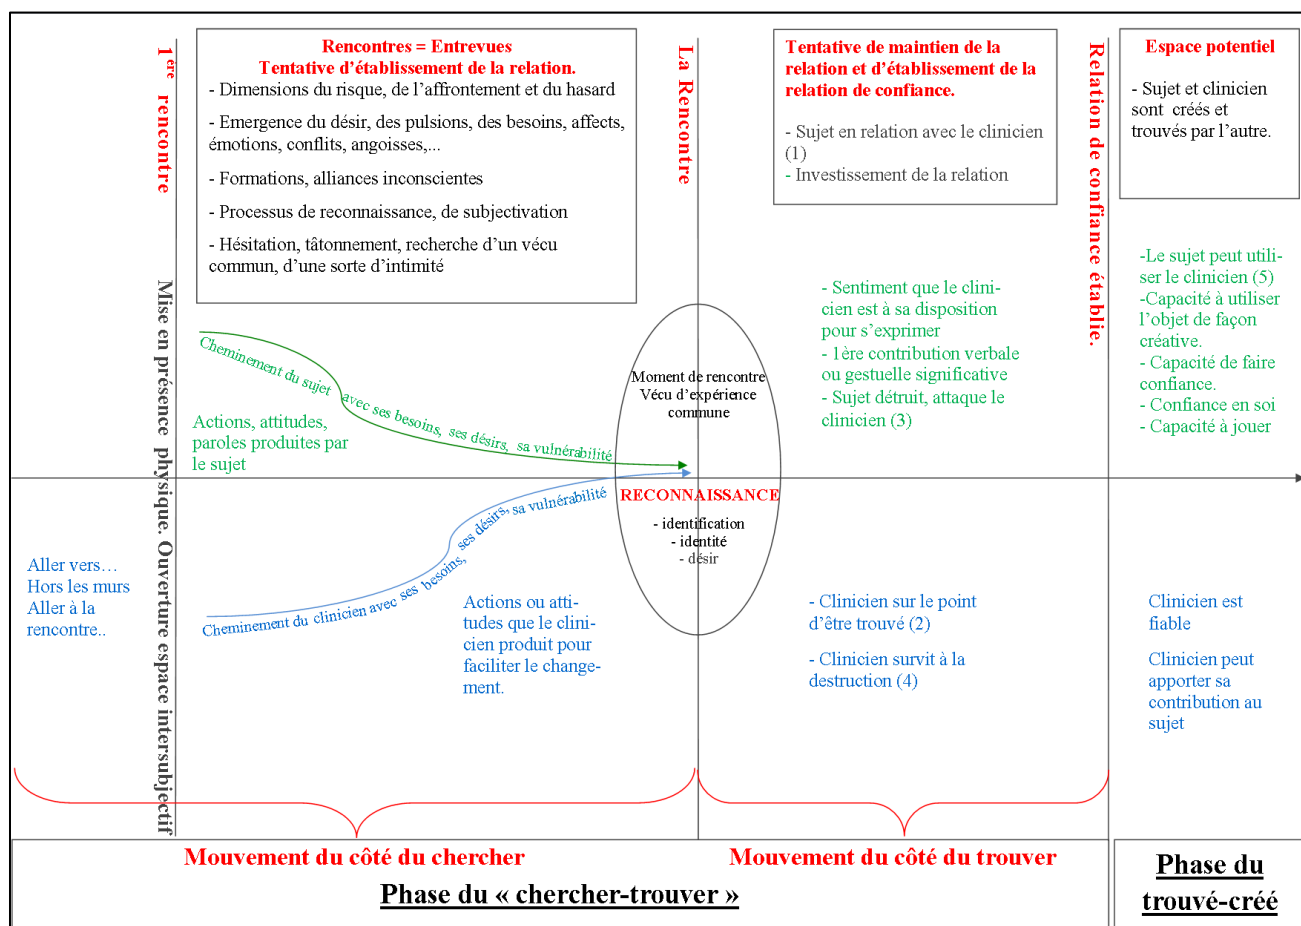 1ère rencontre
Rencontres = Entrevues
Tentative d’établissement de la relation.
- Dimensions du risque, de l’affrontement et du hasard
- Emergence du désir, des pulsions, des besoins, affects,
émotions, conflits, angoisses,...
- Formations, alliances inconscientes
- Processus de reconnaissance, de subjectivation
- Hésitation, tâtonnement, recherche d’un vécu
commun, d’une sorte d’intimité
La Rencontre
Tentative de maintien de la
relation et d’établissement de la
relation de confiance.
- Sujet en relation avec le clinicien
(1)
- Investissement de la relation
Relation de confiance établie.
Espace potentiel
- Sujet et clinicien
sont créés et
trouvés par l’autre.
Mise en présence physique. Ouverture espace intersubjectif
Cheminement du sujet avec ses besoins, ses désirs, sa vulnérabilité
Actions, attitudes,
paroles produites par
le sujet
Moment de rencontre
Vécu d’expérience
commune
RECONNAISSANCE
- identification
- identité
- désir
- Sentiment que le clini-
cien est à sa disposition
pour s’exprimer
- 1ère contribution verbale
ou gestuelle significative
- Sujet détruit, attaque le
clinicien (3)
-Le sujet peut utili-
ser le clinicien (5)
-Capacité à utiliser
l’objet de façon
créative.
- Capacité de faire
confiance.
- Confiance en soi
- Capacité à jouer
Aller vers…
Hors les murs
Aller à la
rencontre..
Cheminement du clinicien avec ses besoins, ses désirs, sa vulnérabilité
Actions ou atti-
tudes que le clini-
cien produit pour
faciliter le change-
ment.
- Clinicien sur le point
d’être trouvé (2)
- Clinicien survit à la
destruction (4)
Clinicien est
fiable
Clinicien peut
apporter sa
contribution au
sujet
Mouvement du côté du chercher
Mouvement du côté du trouver
Phase du « chercher-trouver »
Phase du
trouvé-créé